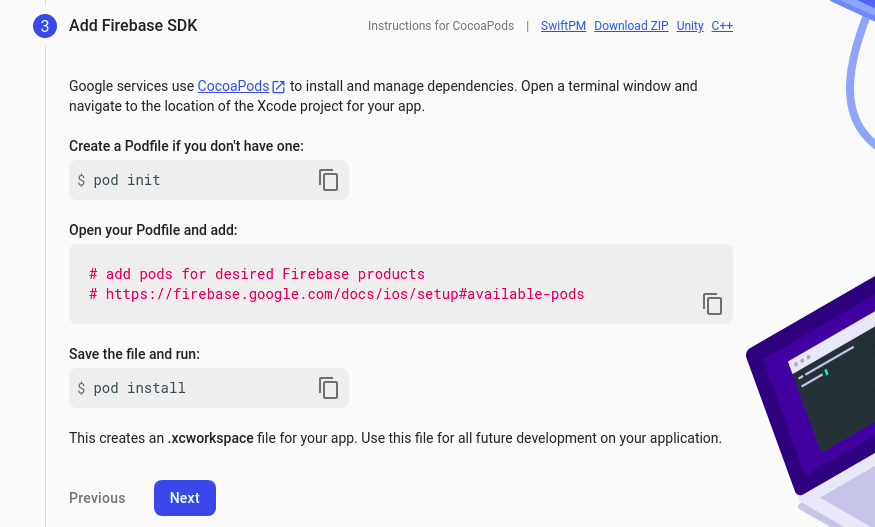 3 Add Firebase SDK Instructions for CocoaPods | SwiftPM Download ZIP Unity C++
Google services use CocoaPods to install and manage dependencies. Open a terminal window and
navigate to the location of the Xcode project for your app.
Create a Podfile if you don't have one:
$ pod init
Open your Podfile and add:
# add pods for desired Firebase products
# https://firebase.google.com/docs/ios/setup#available-pods
Save the file and run:
$ pod install
This creates an .xcworkspace file for your app. Use this file for all future development on your application.
Previous Next